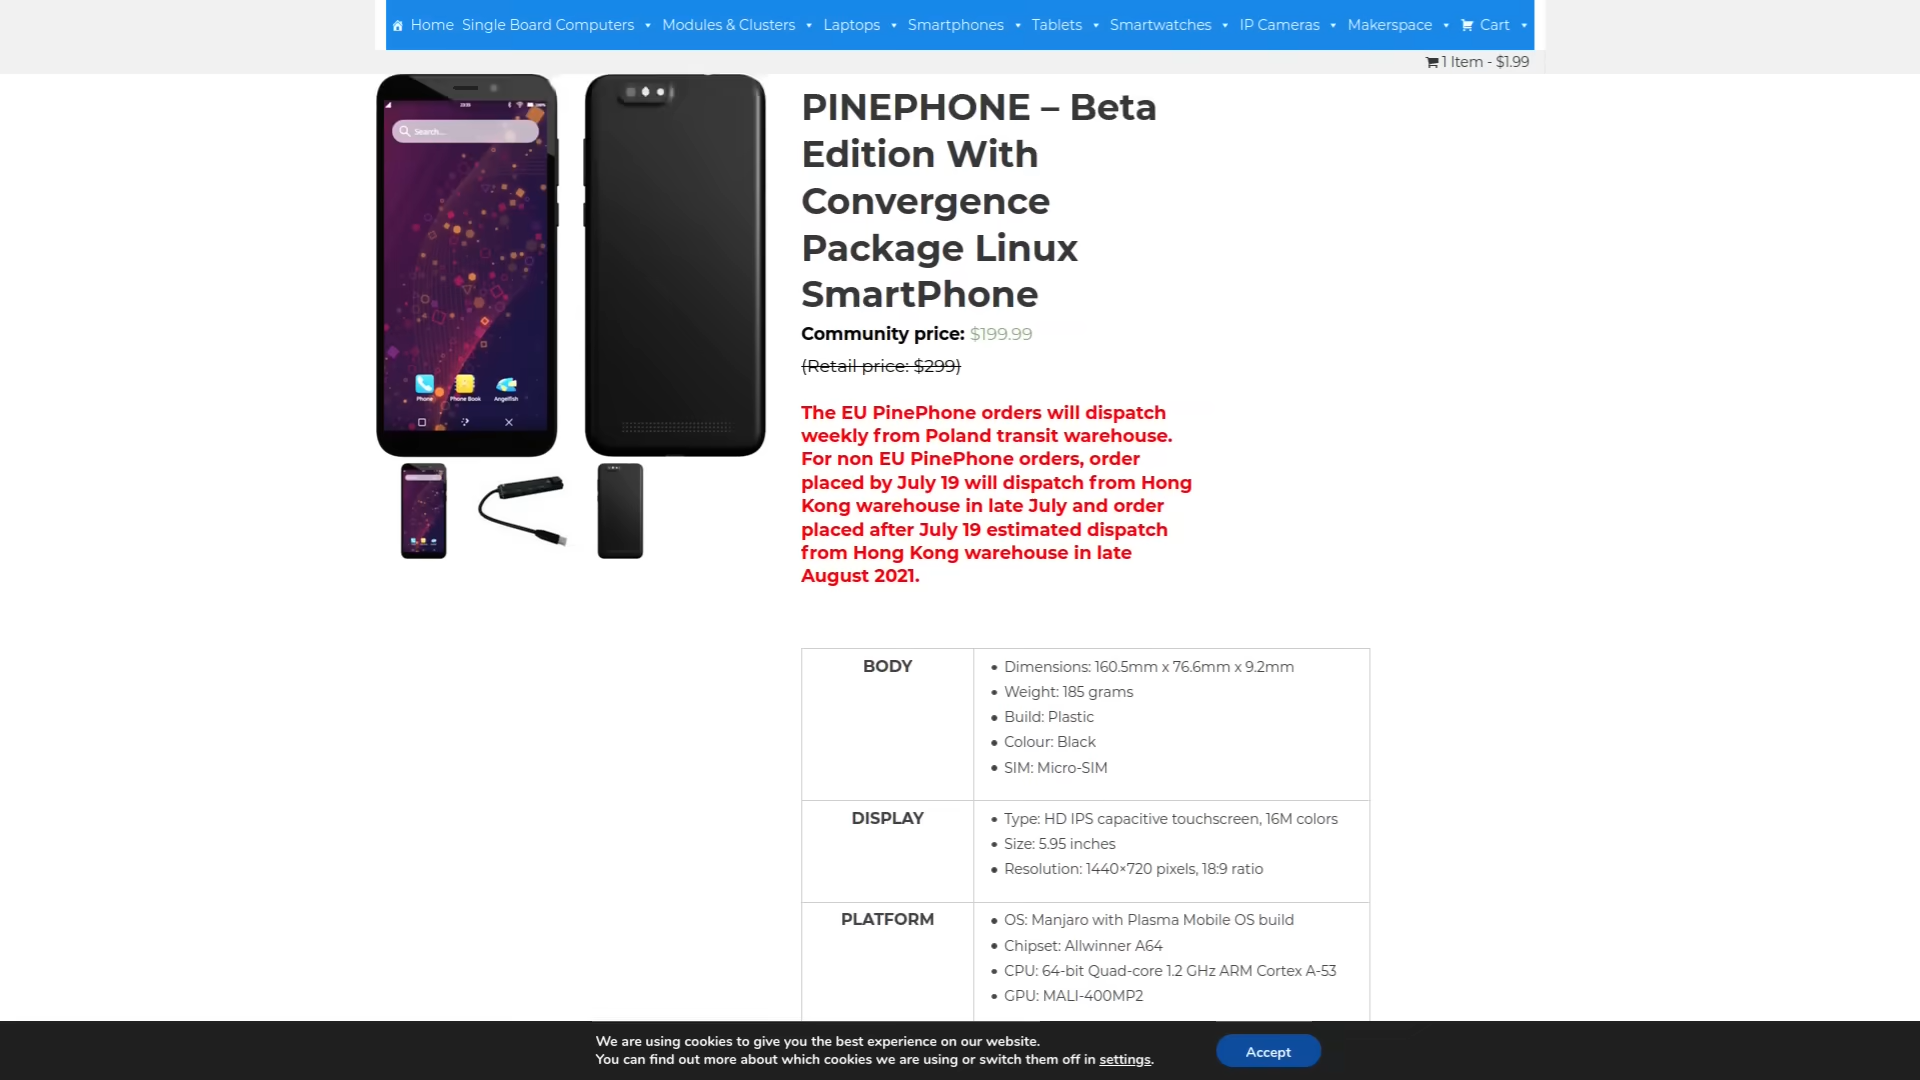 Home Single Board Computers Modules & Clusters Laptops Smartphones Tablets Smartwatches IP Cameras Makerspace Cart
1 Item - $1.99
Search...
Phone Phone Book Angelfish
PINEPHONE – Beta
Edition With
Convergence
Package Linux
SmartPhone
Community price: $199.99
(Retail price: $299)
The EU PinePhone orders will dispatch
weekly from Poland transit warehouse.
For non EU PinePhone orders, order
placed by July 19 will dispatch from Hong
Kong warehouse in late July and order
placed after July 19 estimated dispatch
from Hong Kong warehouse in late
August 2021.
BODY
• Dimensions: 160.5mm x 76.6mm x 9.2mm
• Weight: 185 grams
• Build: Plastic
• Colour: Black
• SIM: Micro-SIM
DISPLAY
• Type: HD IPS capacitive touchscreen, 16M colors
• Size: 5.95 inches
• Resolution: 1440×720 pixels, 18:9 ratio
PLATFORM
• OS: Manjaro with Plasma Mobile OS build
• Chipset: Allwinner A64
• CPU: 64-bit Quad-core 1.2 GHz ARM Cortex A-53
• GPU: MALI-400MP2
We are using cookies to give you the best experience on our website.
You can find out more about which cookies we are using or switch them off in settings.
Accept